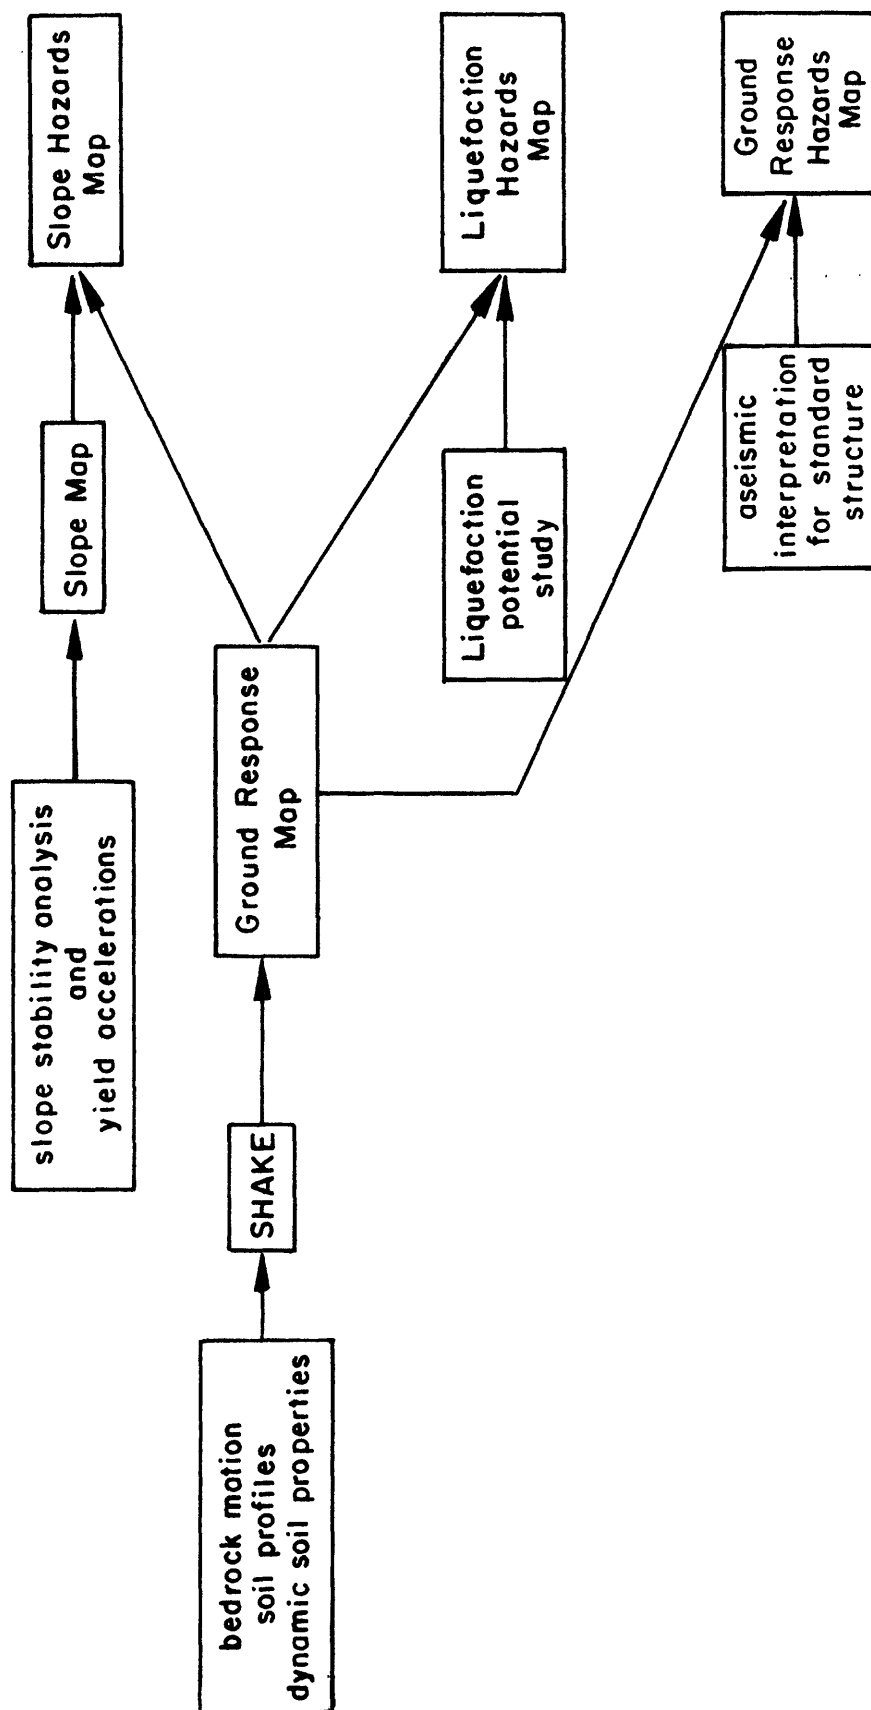 slope stability analysis
and
yield accelerations
Slope Map
Slope Hazards
Map
bedrock motion
soil profiles
dynamic soil properties
SHAKE
Ground Response
Map
Liquefaction
potential
study
Liquefaction
Hazards
Map
aseismic
interpretation
for standard
structure
Ground
Response
Hazards
Map